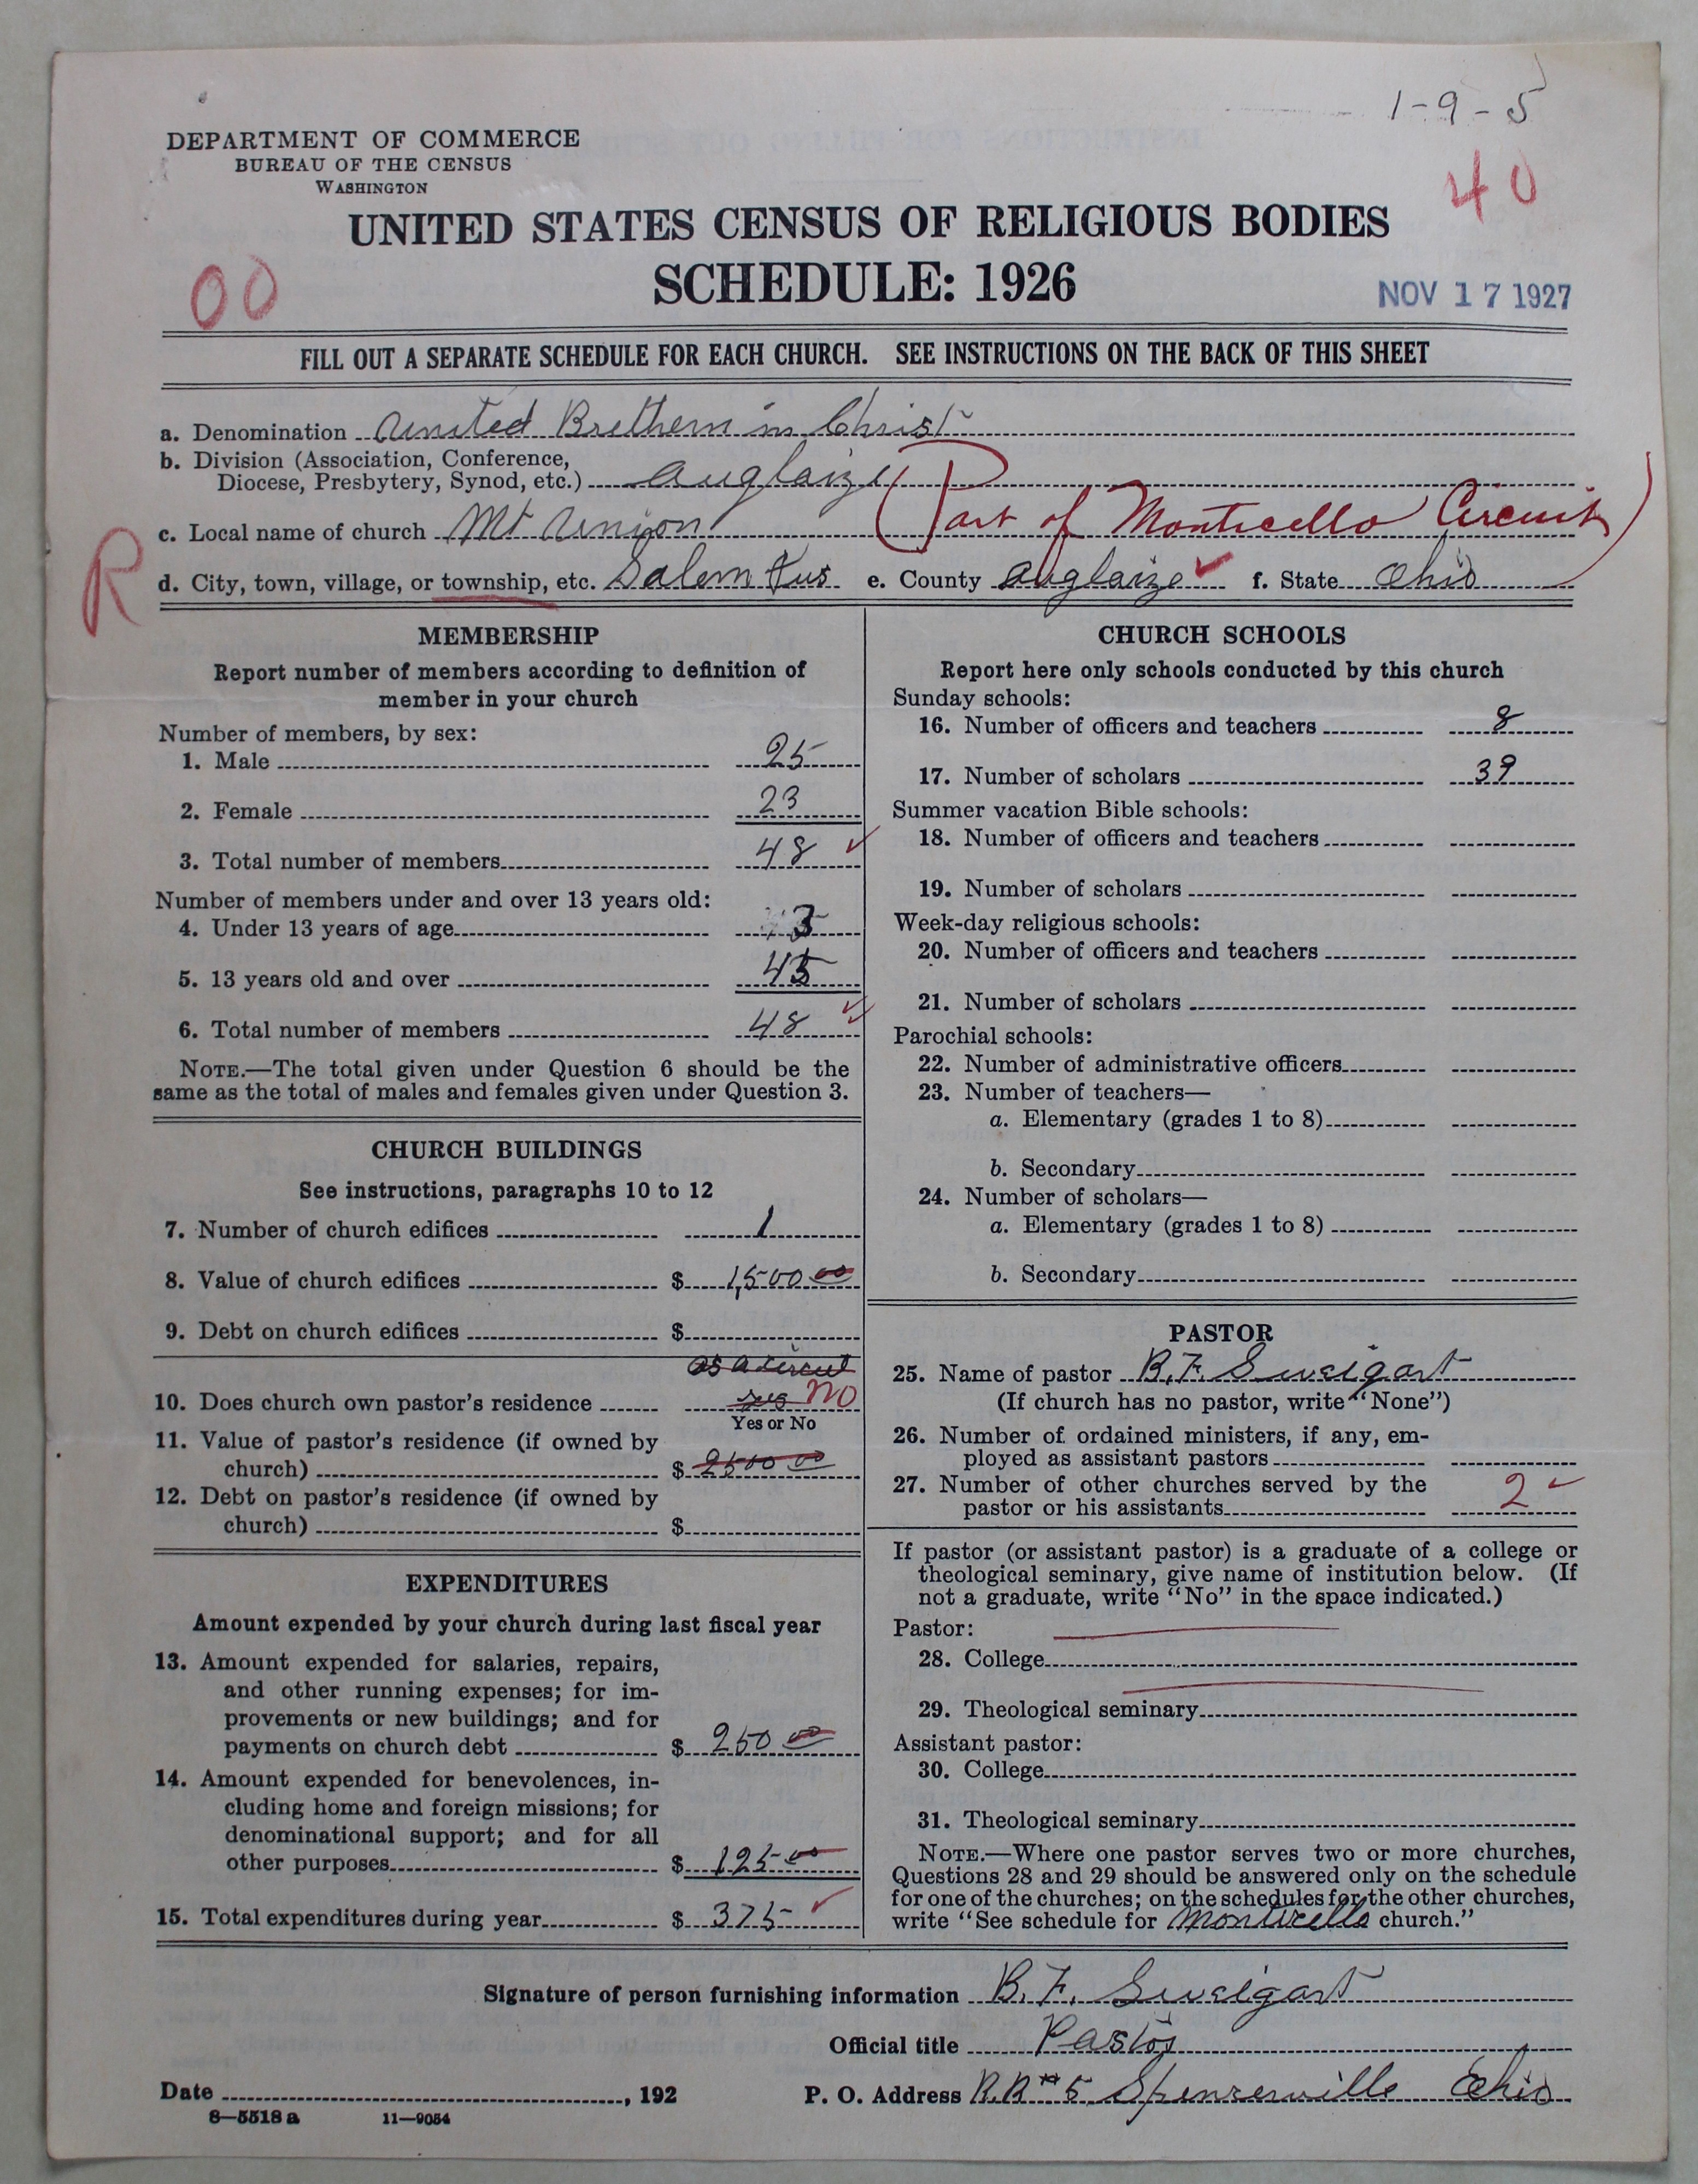 1-9-5
DEPARTMENT OF COMMERCE
BUREAU OF THE CENSUS
WASHINGTON
40
UNITED STATES CENSUS OF RELIGIOUS BODIES
SCHEDULE: 1926
00
NOV 17 1927
FILL OUT A SEPARATE SCHEDULE FOR EACH CHURCH. SEE INSTRUCTIONS ON THE BACK OF THIS SHEET
a. Denomination United Brethern in Christ
b. Division (Association, Conference,
Diocese, Presbytery, Synod, etc.) Auglaize
c. Local name of church Mt Union (Part of Monticello Circuit)
R
d. City, town, village, or township, etc. Salem e. County Auglaize f. State Ohio
MEMBERSHIP
Report number of members according to definition of
member in your church
Number of members, by sex:
1. Male 25
2. Female 23
3. Total number of members 48
Number of members under and over 13 years old:
4. Under 13 years of age 3
5. 13 years old and over 45
6. Total number of members 48
NOTE.—The total given under Question 6 should be the
same as the total of males and females given under Question 3.
CHURCH BUILDINGS
See instructions, paragraphs 10 to 12
7. Number of church edifices 1
8. Value of church edifices $ 1,500 00
9. Debt on church edifices $
as a circut
10. Does church own pastor's residence yes No
Yes or No
11. Value of pastor's residence (if owned by
church) $ 2500 00
12. Debt on pastor's residence (if owned by
church) $
EXPENDITURES
Amount expended by your church during last fiscal year
13. Amount expended for salaries, repairs,
and other running expenses; for im-
provements or new buildings; and for
payments on church debt $ 250 00
14. Amount expended for benevolences, in-
cluding home and foreign missions; for
denominational support; and for all
other purposes $ 125 00
15. Total expenditures during year $ 375
CHURCH SCHOOLS
Report here only schools conducted by this church
Sunday schools:
16. Number of officers and teachers 8
17. Number of scholars 39
Summer vacation Bible schools:
18. Number of officers and teachers
19. Number of scholars
Week-day religious schools:
20. Number of officers and teachers
21. Number of scholars
Parochial schools:
22. Number of administrative officers
23. Number of teachers—
a. Elementary (grades 1 to 8)
b. Secondary
24. Number of scholars—
a. Elementary (grades 1 to 8)
b. Secondary
PASTOR
25. Name of pastor B. F. Sweigart
(If church has no pastor, write "None")
26. Number of ordained ministers, if any, em-
ployed as assistant pastors
27. Number of other churches served by the
pastor or his assistants 2
If pastor (or assistant pastor) is a graduate of a college or
theological seminary, give name of institution below. (If
not a graduate, write "No" in the space indicated.)
Pastor:
28. College
29. Theological seminary
Assistant pastor:
30. College
31. Theological seminary
NOTE.—Where one pastor serves two or more churches,
Questions 28 and 29 should be answered only on the schedule
for one of the churches; on the schedules for the other churches,
write "See schedule for Monticello church."
Signature of person furnishing information B. F. Sweigart
Official title Pastor
Date , 192 P. O. Address R.R #5 Spencerville Ohio
8—5518 a 11—9054